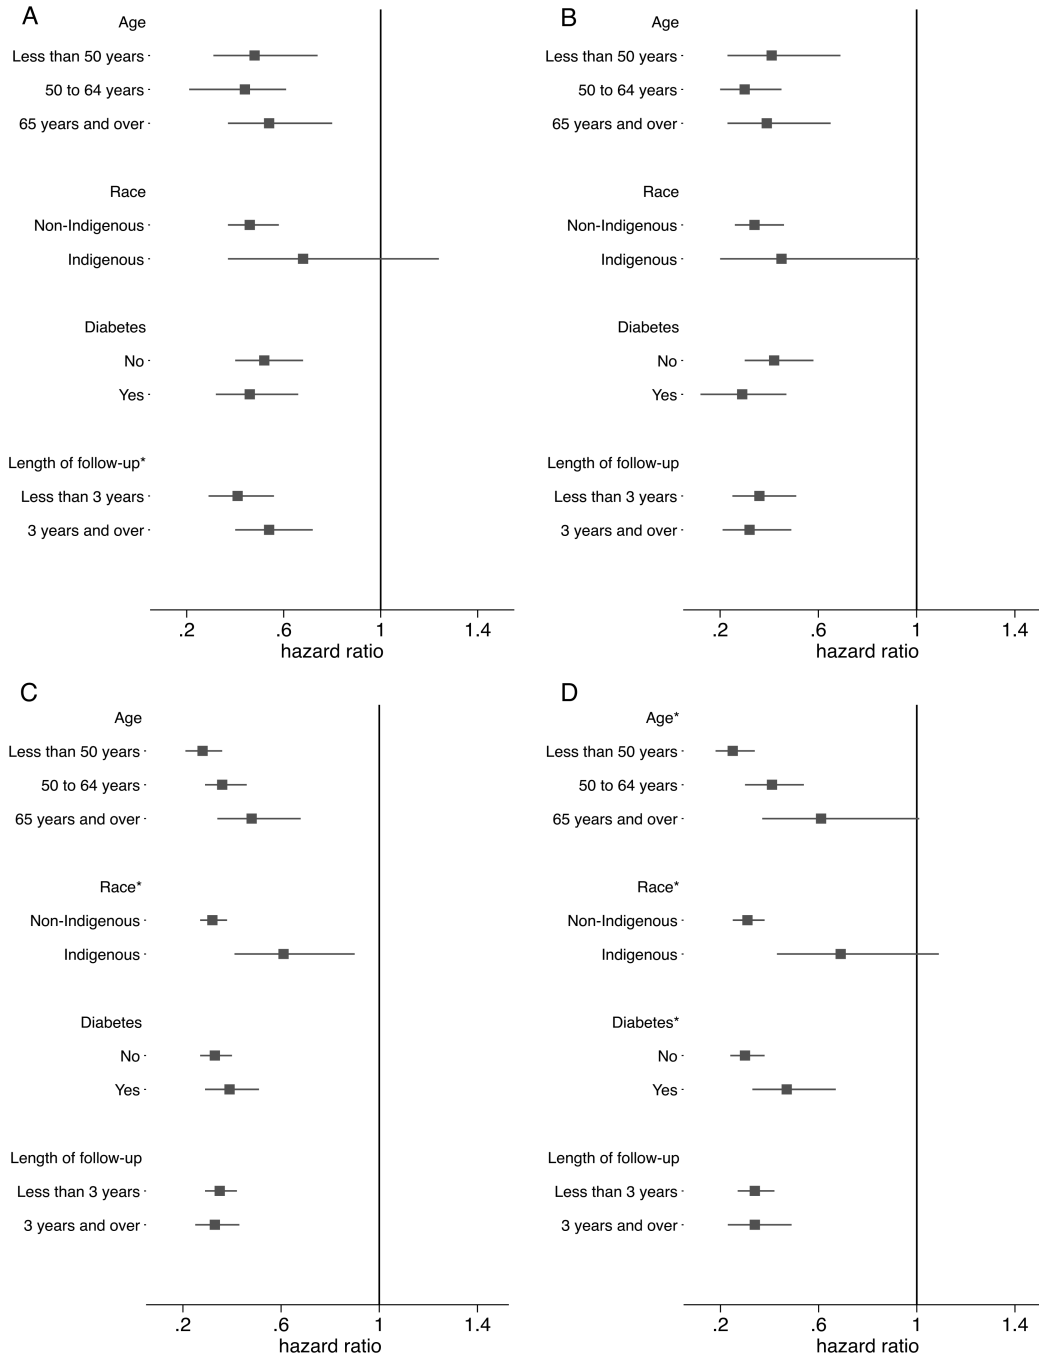 A
Age
Less than 50 years
50 to 64 years
65 years and over
Race
Non-Indigenous
Indigenous
Diabetes
No
Yes
Length of follow-up*
Less than 3 years
3 years and over
.2 .6 1 1.4
hazard ratio
B
Age
Less than 50 years
50 to 64 years
65 years and over
Race
Non-Indigenous
Indigenous
Diabetes
No
Yes
Length of follow-up
Less than 3 years
3 years and over
.2 .6 1 1.4
hazard ratio
C
Age
Less than 50 years
50 to 64 years
65 years and over
Race*
Non-Indigenous
Indigenous
Diabetes
No
Yes
Length of follow-up
Less than 3 years
3 years and over
.2 .6 1 1.4
hazard ratio
D
Age*
Less than 50 years
50 to 64 years
65 years and over
Race*
Non-Indigenous
Indigenous
Diabetes*
No
Yes
Length of follow-up
Less than 3 years
3 years and over
.2 .6 1 1.4
hazard ratio